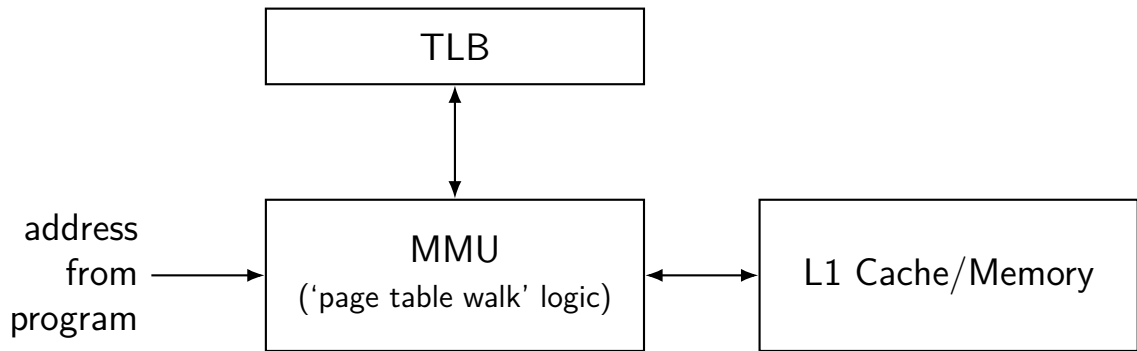 TLB
address
from
program
MMU
(‘page table walk’ logic)
L1 Cache/Memory